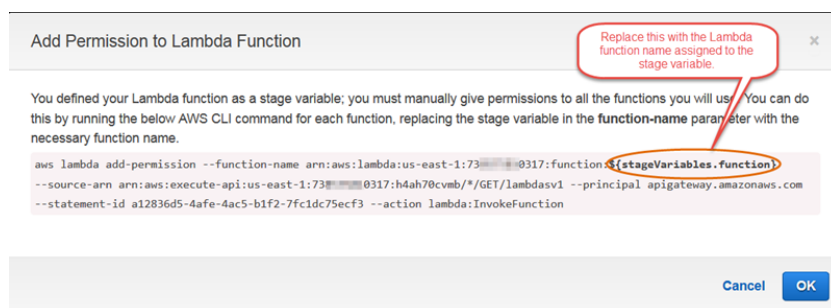 Add Permission to Lambda Function
Replace this with the Lambda
function name assigned to the
stage variable.
×
You defined your Lambda function as a stage variable; you must manually give permissions to all the functions you will use. You can do
this by running the below AWS CLI command for each function, replacing the stage variable in the function-name parameter with the
necessary function name.
aws lambda add-permission --function-name arn:aws:lambda:us-east-1:73 0317:function:${stageVariables.function}
--source-arn arn:aws:execute-api:us-east-1:73 0317:h4ah70cvmb/*/GET/lambdasv1 --principal apigateway.amazonaws.com
--statement-id a12836d5-4afe-4ac5-b1f2-7fc1dc75ecf3 --action lambda:InvokeFunction
Cancel
OK